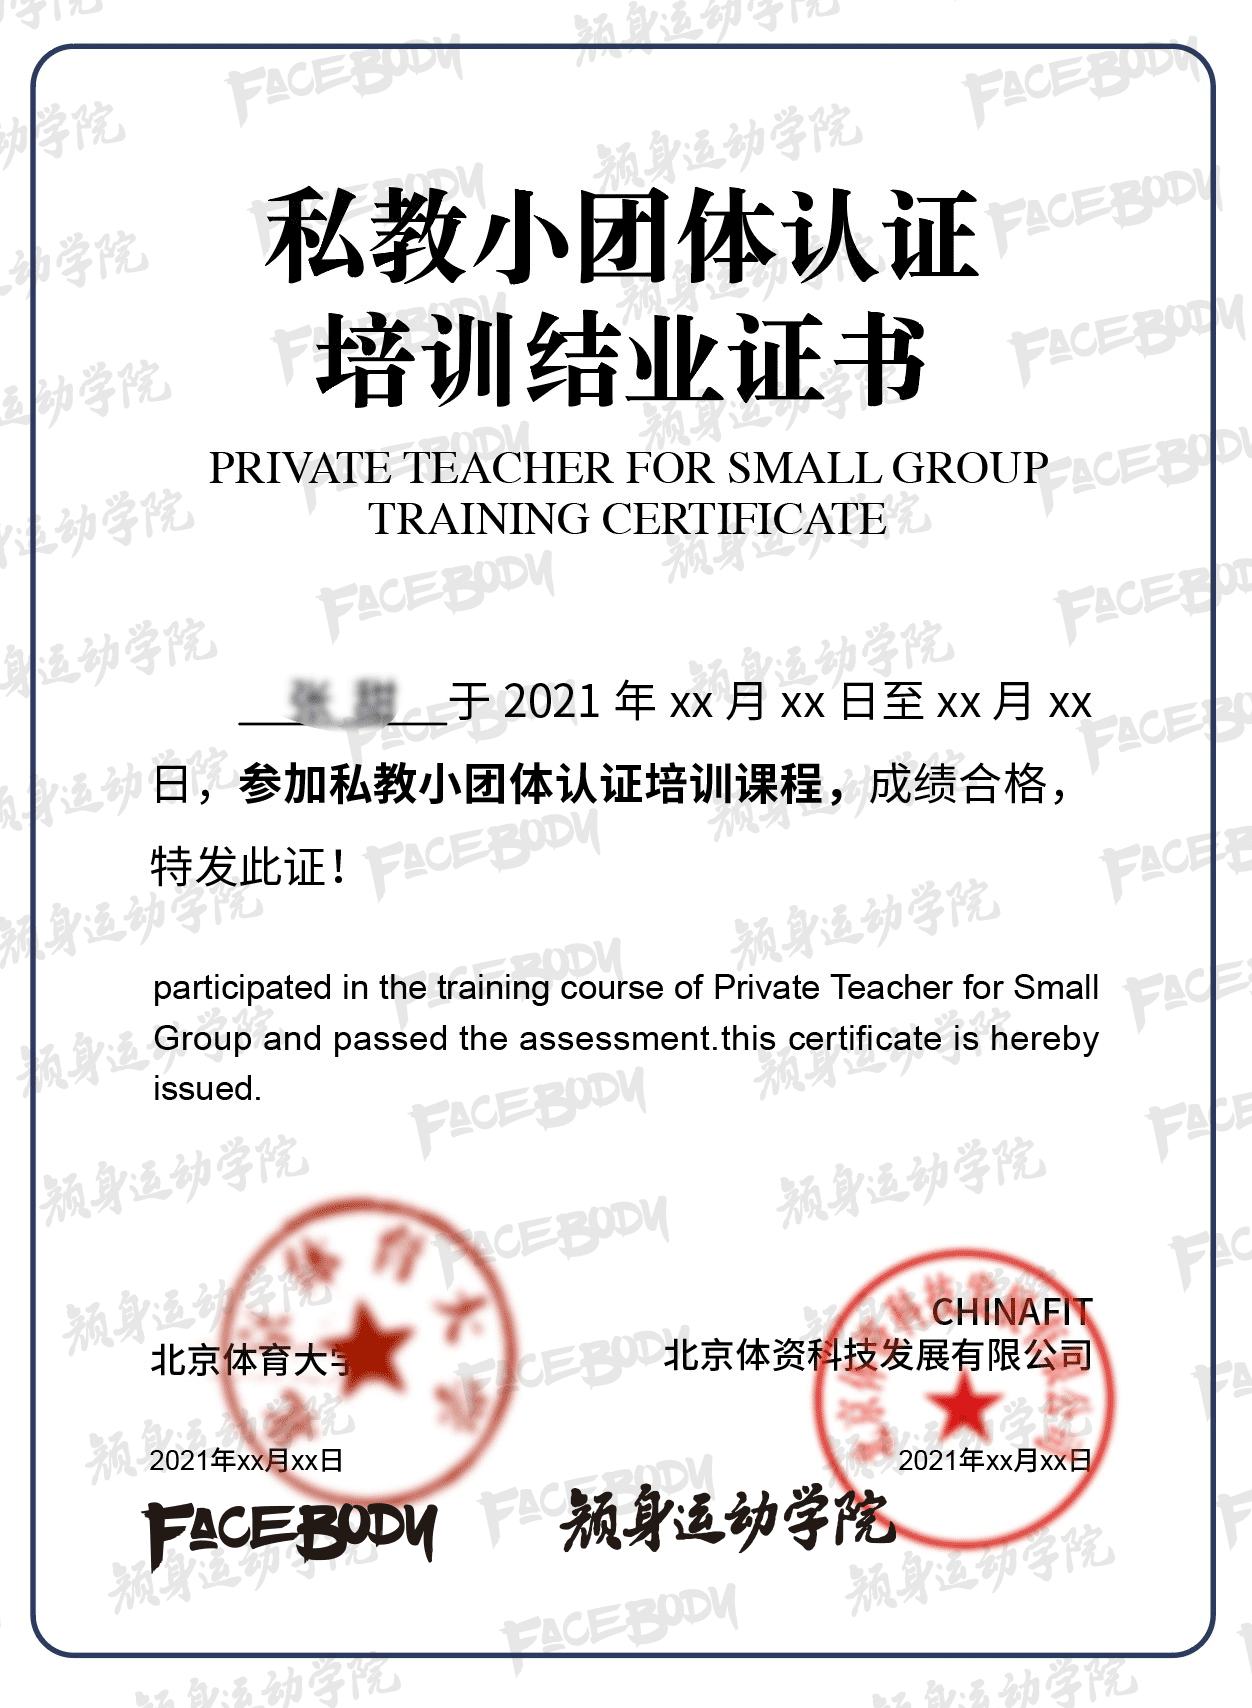 私教小团体认证
培训结业证书
PRIVATE TEACHER FOR SMALL GROUP
TRAINING CERTIFICATE
于 2021 年 xx 月 xx 日至 xx 月 xx
日，参加私教小团体认证培训课程，成绩合格，
特发此证！
participated in the training course of Private Teacher for Small
Group and passed the assessment.this certificate is hereby
issued.
北京体育大学
2021年xx月xx日
CHINAFIT
北京体资科技发展有限公司
2021年xx月xx日
FACEBODY
颜身运动学院